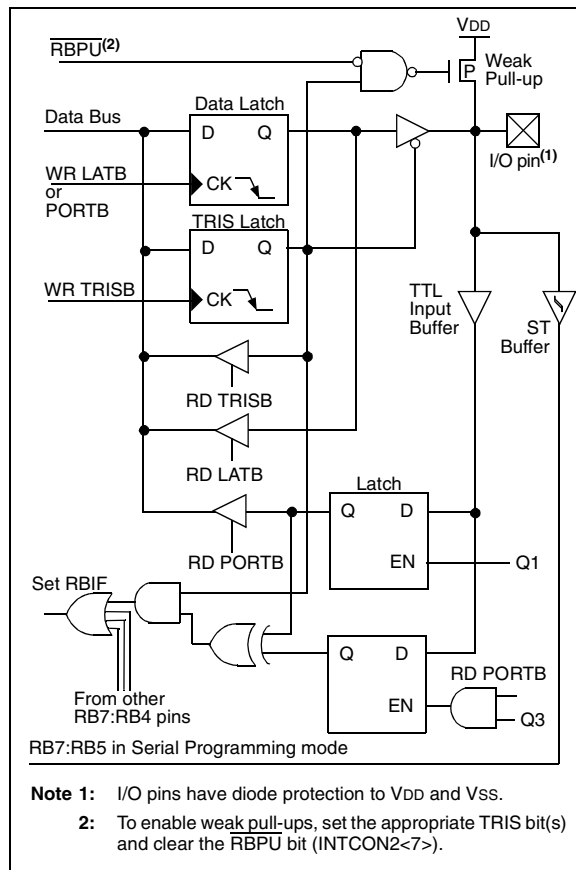 VDD
RBPU(2)
P
Weak
Pull-up
Data Bus
Data Latch
D Q
I/O pin(1)
WR LATB
or
PORTB
CK
TRIS Latch
D Q
WR TRISB
CK
TTL
Input
Buffer
ST
Buffer
RD TRISB
RD LATB
Latch
Q D
RD PORTB
EN
Q1
Set RBIF
Q D
RD PORTB
EN
Q3
From other
RB7:RB4 pins
RB7:RB5 in Serial Programming mode
Note 1: I/O pins have diode protection to VDD and VSS.
2: To enable weak pull-ups, set the appropriate TRIS bit(s)
and clear the RBPU bit (INTCON2<7>).